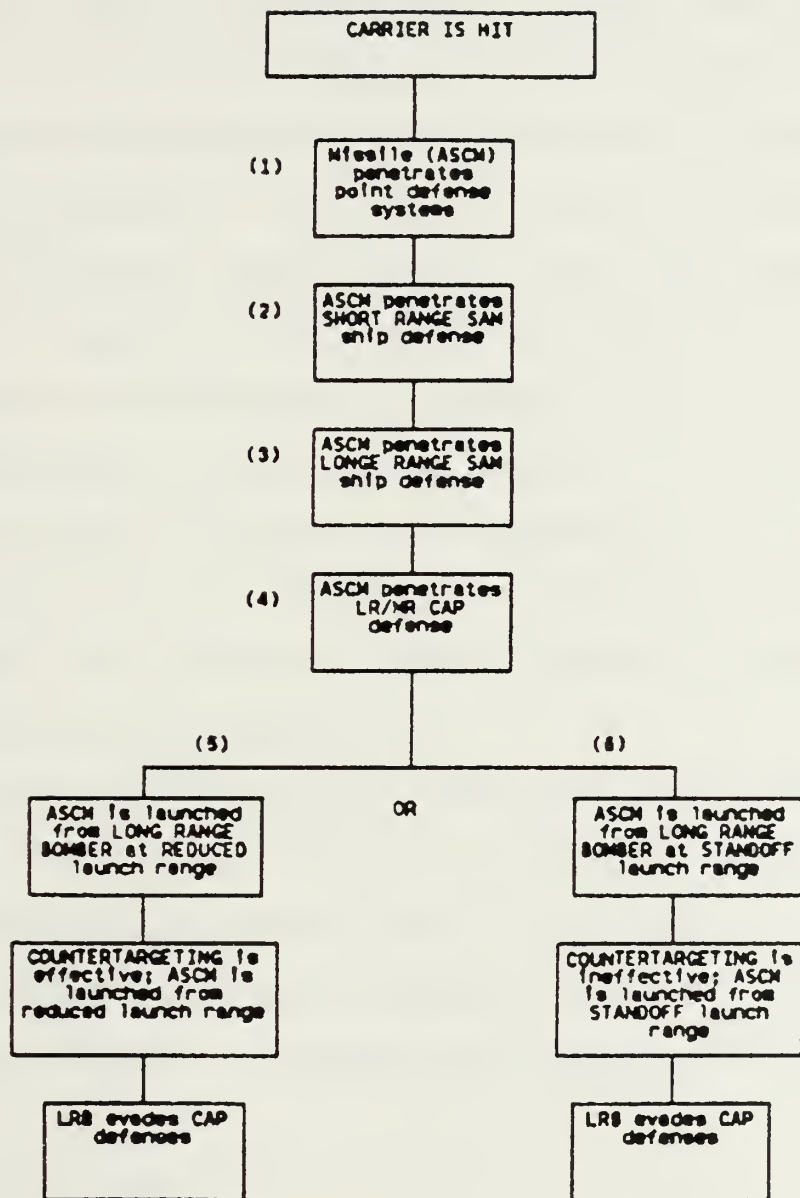 CARRIER IS HIT
(1)
Missile (ASCM)
penetrates
point defense
systems
(2)
ASCM penetrates
SHORT RANGE SAM
ship defense
(3)
ASCM penetrates
LONGE RANGE SAM
ship defense
(4)
ASCM penetrates
LR/MR CAP
defense
(5)
(6)
OR
ASCM is launched
from LONG RANGE
BOMBER at REDUCED
launch range
ASCM is launched
from LONG RANGE
BOMBER at STANDOFF
launch range
COUNTERTARGETING is
effective; ASCM is
launched from
reduced launch range
COUNTERTARGETING is
ineffective; ASCM
is launched from
STANDOFF launch
range
LRB evades CAP
defenses
LRB evades CAP
defenses